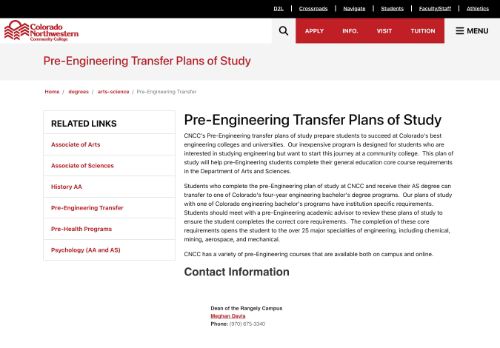 D2L | Crossroads | Navigate | Students | Faculty/Staff | Athletics
Colorado
Northwestern
Community College
APPLY INFO. VISIT TUITION MENU
Pre-Engineering Transfer Plans of Study
Home / degrees / arts-science / Pre-Engineering Transfer
RELATED LINKS
Associate of Arts
Associate of Sciences
History AA
Pre-Engineering Transfer
Pre-Health Programs
Psychology (AA and AS)
Pre-Engineering Transfer Plans of Study
CNCC's Pre-Engineering transfer plans of study prepare students to succeed at Colorado's best
engineering colleges and universities. Our inexpensive program is designed for students who are
interested in studying engineering but want to start this journey at a community college. This plan of
study will help pre-Engineering students complete their general education core course requirements
in the Department of Arts and Sciences.
Students who complete the pre-Engineering plan of study at CNCC and receive their AS degree can
transfer to one of Colorado's four-year engineering bachelor's degree programs. Our plans of study
with one of Colorado engineering bachelor's programs have institution specific requirements.
Students should meet with a pre-Engineering academic advisor to review these plans of study to
ensure the student completes the correct core requirements. The completion of these core
requirements opens the student to the over 25 major specialties of engineering, including chemical,
mining, aerospace, and mechanical.
CNCC has a variety of pre-Engineering courses that are available both on campus and online.
Contact Information
Dean of the Rangely Campus
Meghan Davis
Phone: (970) 675-3340